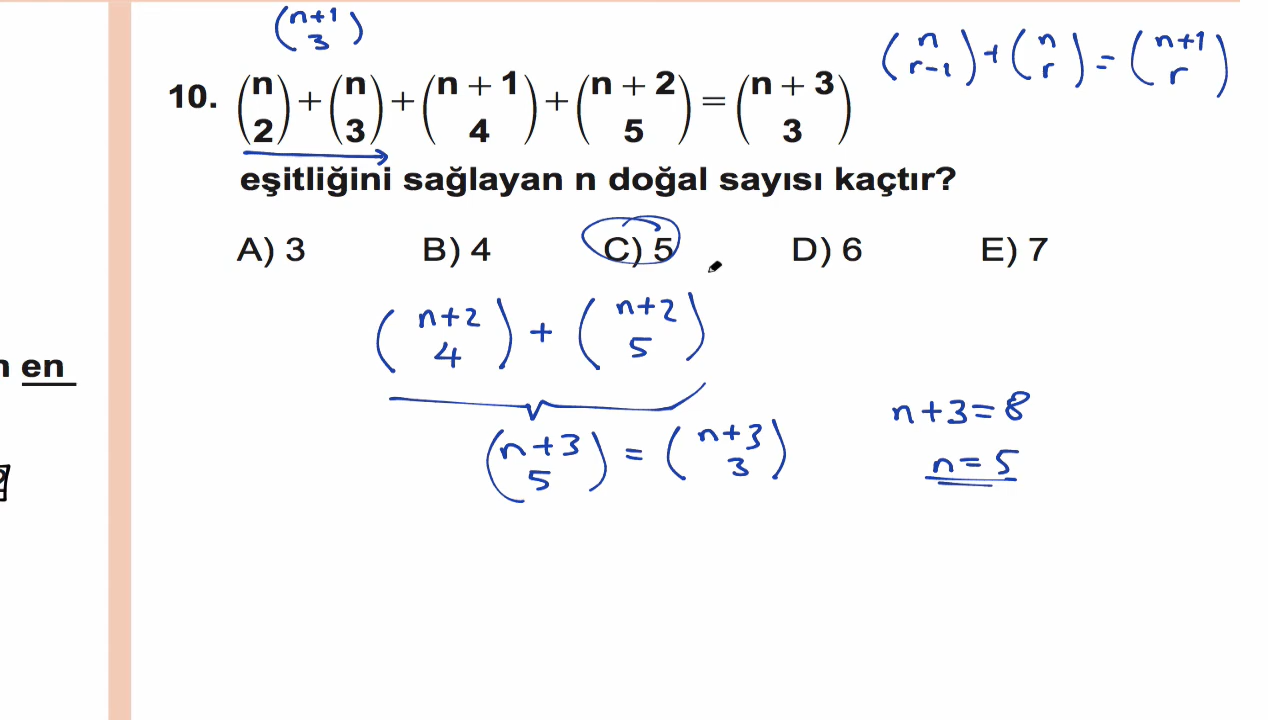 (n+1 3)
(n r-1) + (n r) = (n+1 r)
10. (n 2) + (n 3) + (n + 1 4) + (n + 2 5) = (n + 3 3)
eşitliğini sağlayan n doğal sayısı kaçtır?
A) 3 B) 4 C) 5 D) 6 E) 7
(n+2 4) + (n+2 5)
en
n+3=8
(n+3 5) = (n+3 3)
n=5